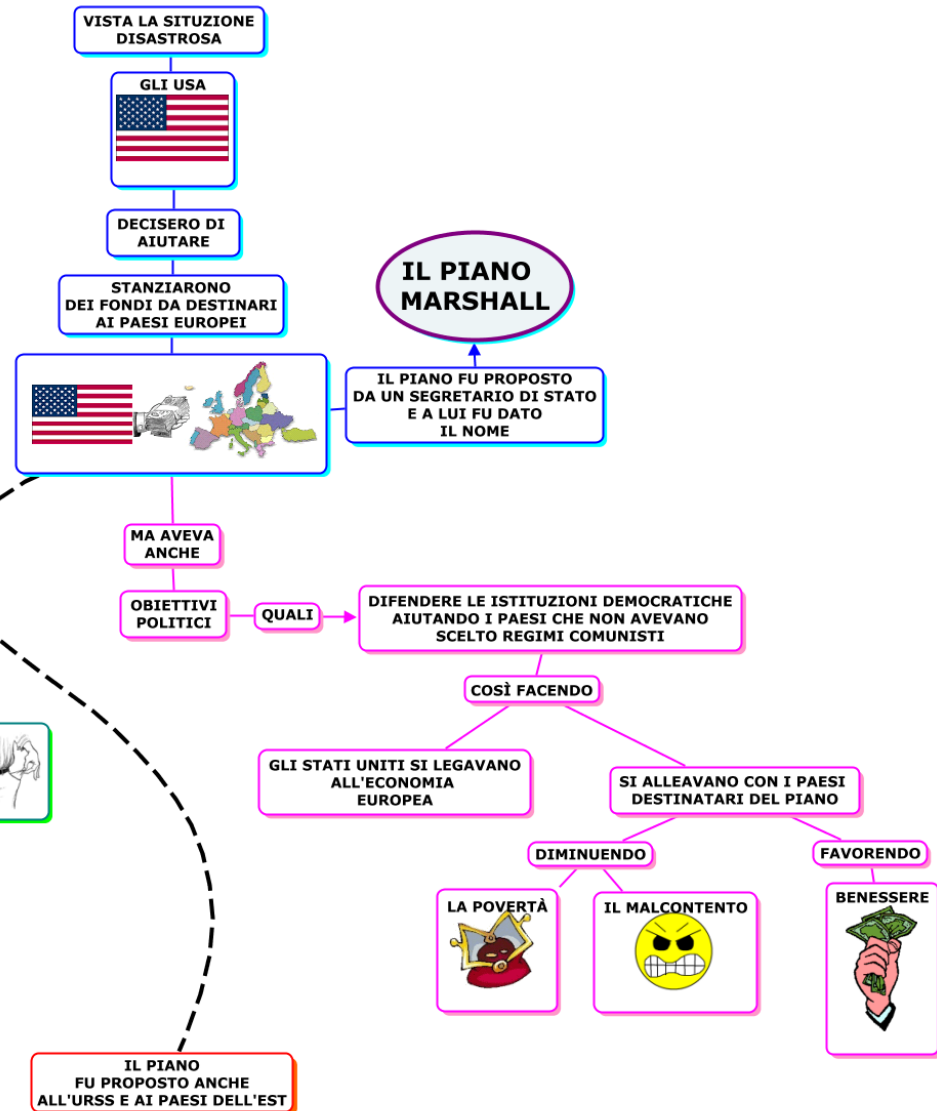 VISTA LA SITUZIONE
DISASTROSA
GLI USA
DECISERO DI
AIUTARE
STANZIARONO
DEI FONDI DA DESTINARI
AI PAESI EUROPEI
IL PIANO
MARSHALL
IL PIANO FU PROPOSTO
DA UN SEGRETARIO DI STATO
E A LUI FU DATO
IL NOME
MA AVEVA
ANCHE
OBIETTIVI
POLITICI
QUALI
DIFENDERE LE ISTITUZIONI DEMOCRATICHE
AIUTANDO I PAESI CHE NON AVEVANO
SCELTO REGIMI COMUNISTI
COSÌ FACENDO
GLI STATI UNITI SI LEGAVANO
ALL'ECONOMIA
EUROPEA
SI ALLEAVANO CON I PAESI
DESTINATARI DEL PIANO
DIMINUENDO
FAVORENDO
LA POVERTÀ
IL MALCONTENTO
BENESSERE
IL PIANO
FU PROPOSTO ANCHE
ALL'URSS E AI PAESI DELL'EST